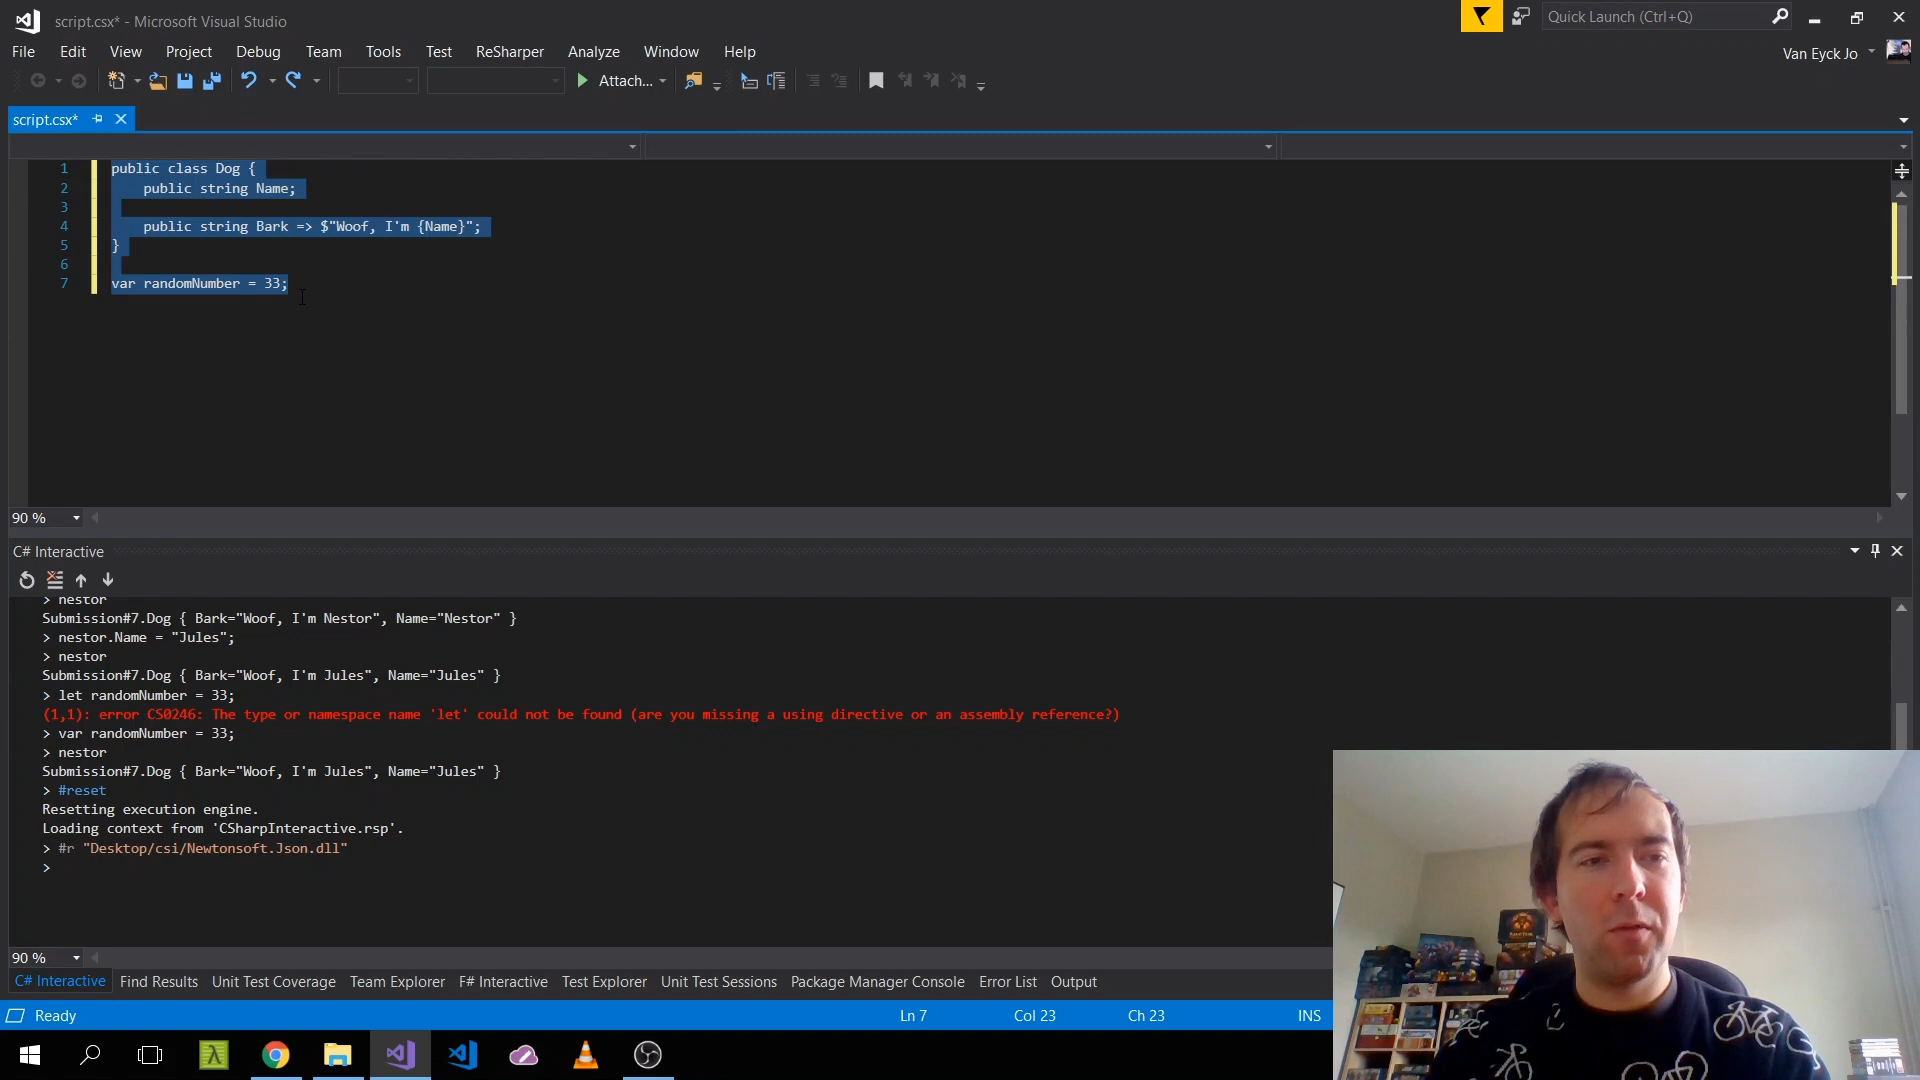 script.csx* - Microsoft Visual Studio
Quick Launch (Ctrl+Q)
File Edit View Project Debug Team Tools Test ReSharper Analyze Window Help
Van Eyck Jo
Attach...
script.csx*
1 public class Dog {
2 public string Name;
3
4 public string Bark => $"Woof, I'm {Name}";
5 }
6
7 var randomNumber = 33;
90 %
C# Interactive
> nestor
Submission#7.Dog { Bark="Woof, I'm Nestor", Name="Nestor" }
> nestor.Name = "Jules";
> nestor
Submission#7.Dog { Bark="Woof, I'm Jules", Name="Jules" }
> let randomNumber = 33;
(1,1): error CS0246: The type or namespace name 'let' could not be found (are you missing a using directive or an assembly reference?)
> var randomNumber = 33;
> nestor
Submission#7.Dog { Bark="Woof, I'm Jules", Name="Jules" }
> #reset
Resetting execution engine.
Loading context from 'CSharpInteractive.rsp'.
> #r "Desktop/csi/Newtonsoft.Json.dll"
>
90 %
C# Interactive Find Results Unit Test Coverage Team Explorer F# Interactive Test Explorer Unit Test Sessions Package Manager Console Error List Output
Ready Ln 7 Col 23 Ch 23 INS